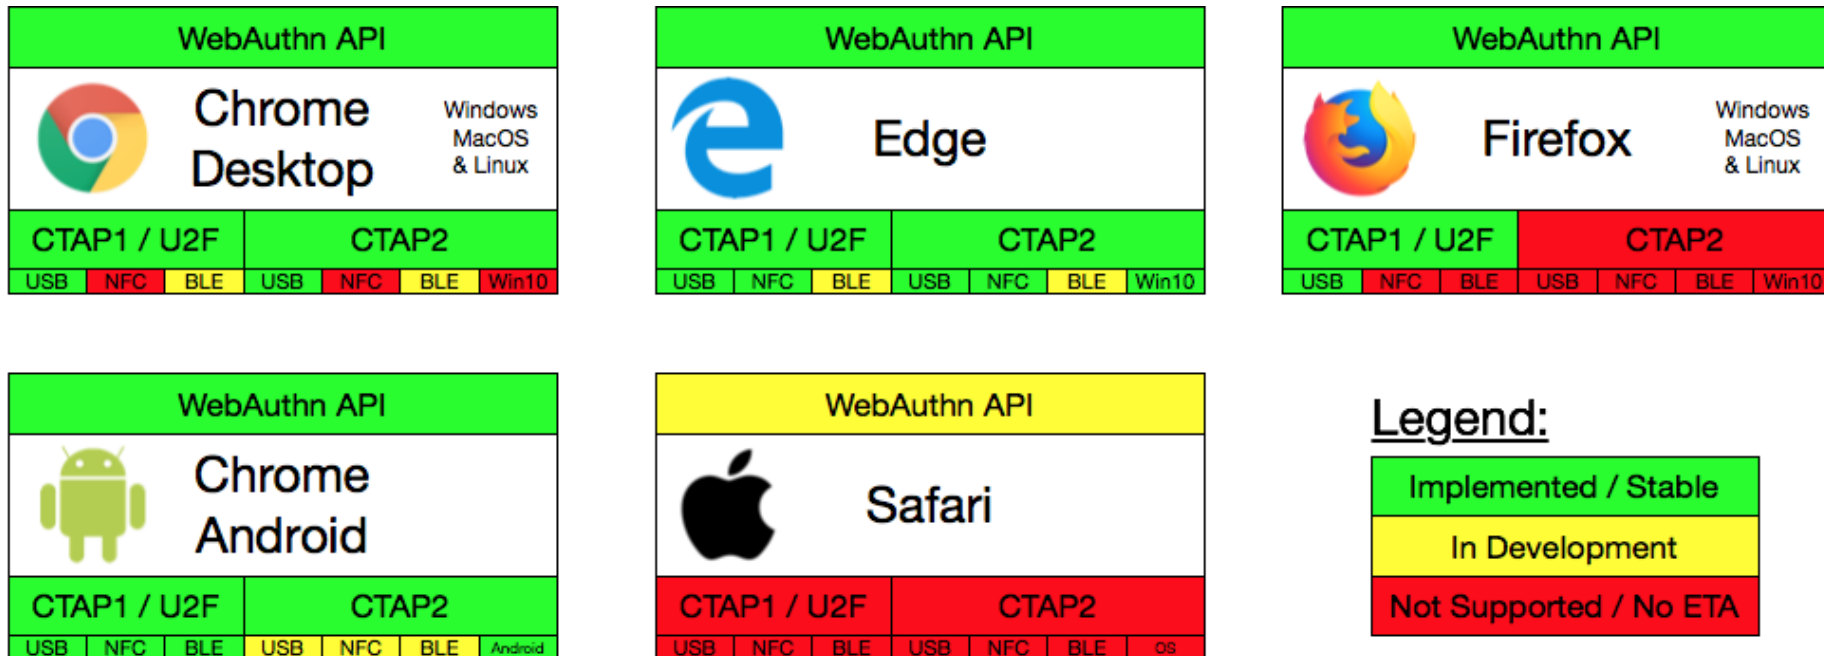 WebAuthn API
Chrome
Desktop
Windows
MacOS
& Linux
CTAP1 / U2F CTAP2
USB NFC BLE USB NFC BLE Win10
WebAuthn API
Edge
CTAP1 / U2F CTAP2
USB NFC BLE USB NFC BLE Win10
WebAuthn API
Firefox
Windows
MacOS
& Linux
CTAP1 / U2F CTAP2
USB NFC BLE USB NFC BLE Win10
WebAuthn API
Chrome
Android
CTAP1 / U2F CTAP2
USB NFC BLE USB NFC BLE Android
WebAuthn API
Safari
CTAP1 / U2F CTAP2
USB NFC BLE USB NFC BLE OS
Legend:
Implemented / Stable
In Development
Not Supported / No ETA